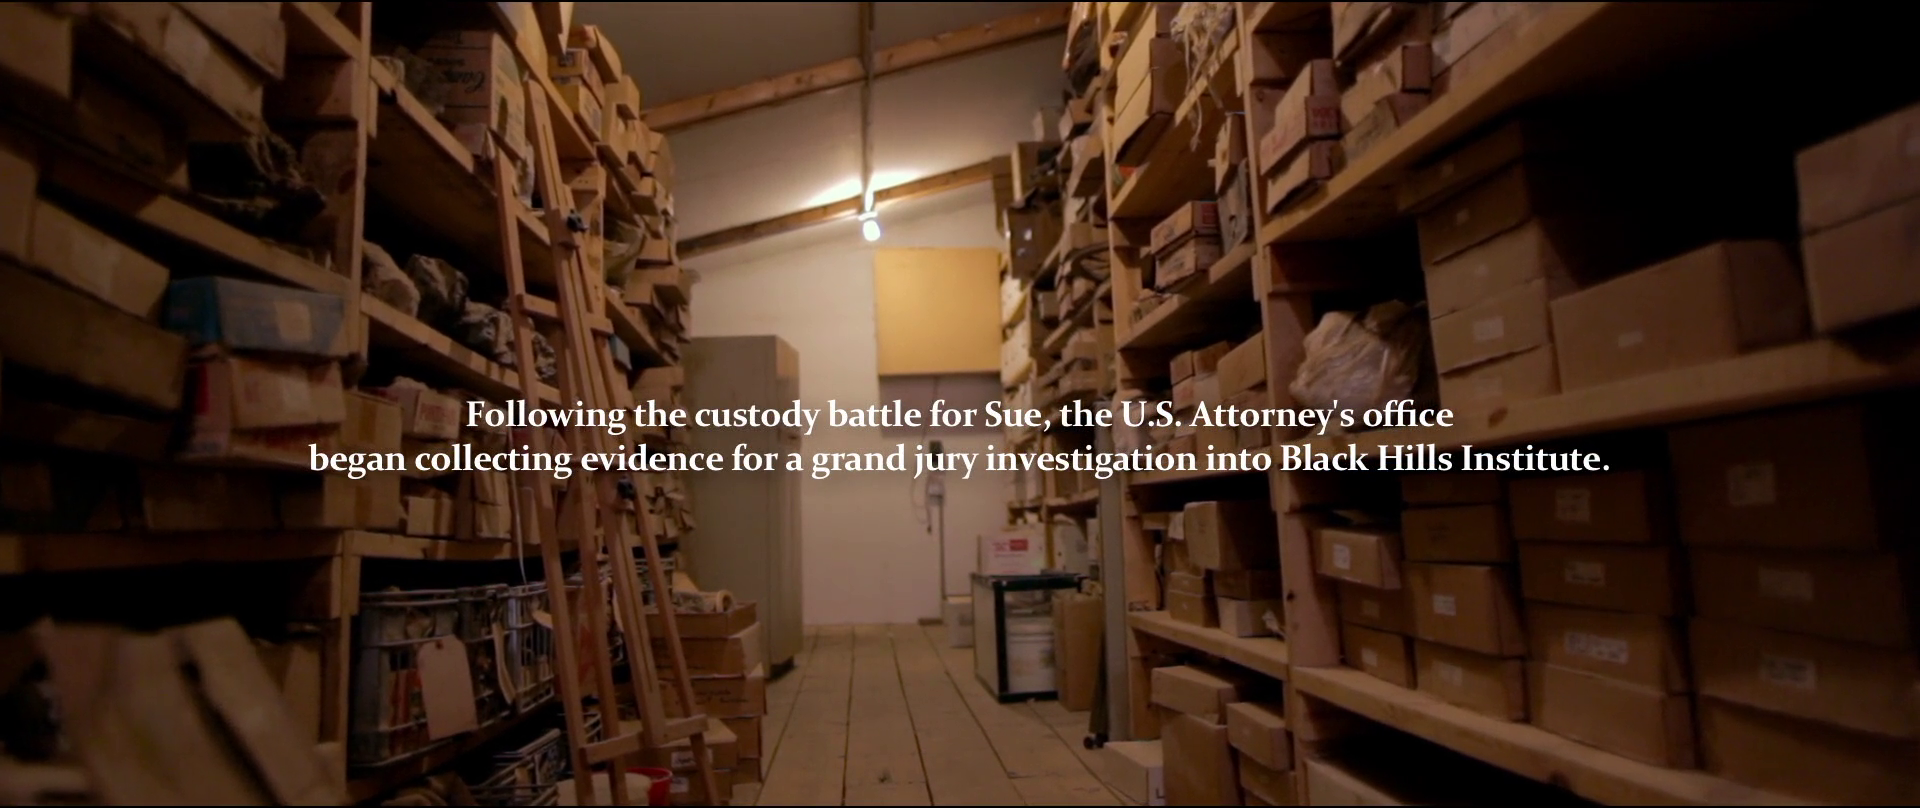 Following the custody battle for Sue, the U.S. Attorney's office
began collecting evidence for a grand jury investigation into Black Hills Institute.